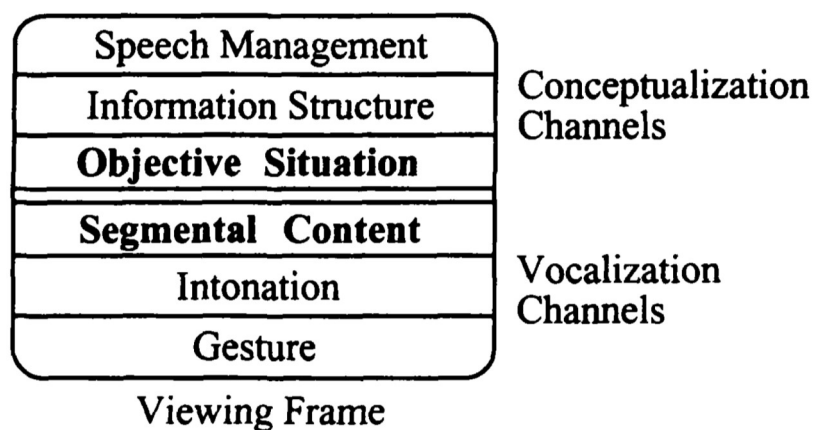 Speech Management
Information Structure
Objective Situation
Segmental Content
Intonation
Gesture
Conceptualization
Channels
Vocalization
Channels
Viewing Frame